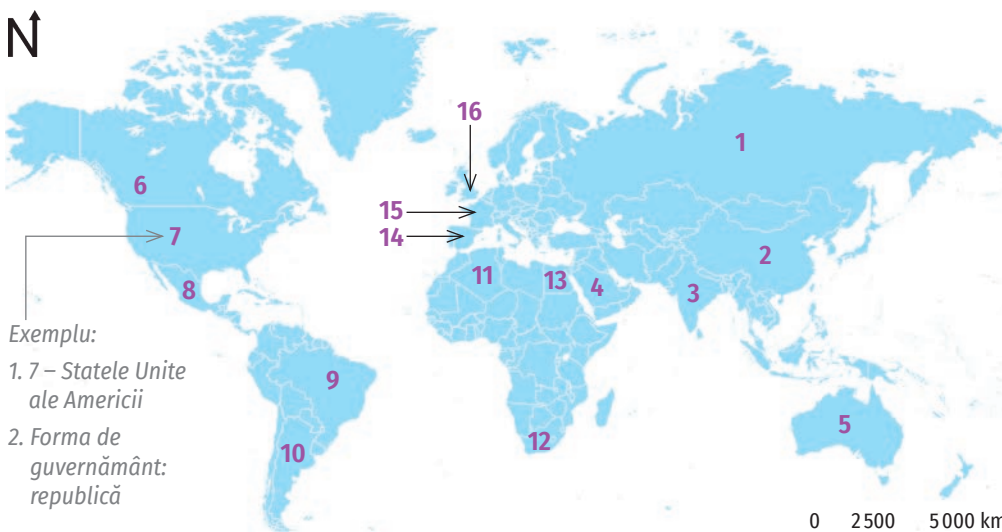 N
16
1
6
15
7
14
2
8
11
13
4
3
Exemplu:
1. 7 – Statele Unite
ale Americii
2. Forma de
guvernământ:
republică
9
10
12
5
0 2500 5000 km